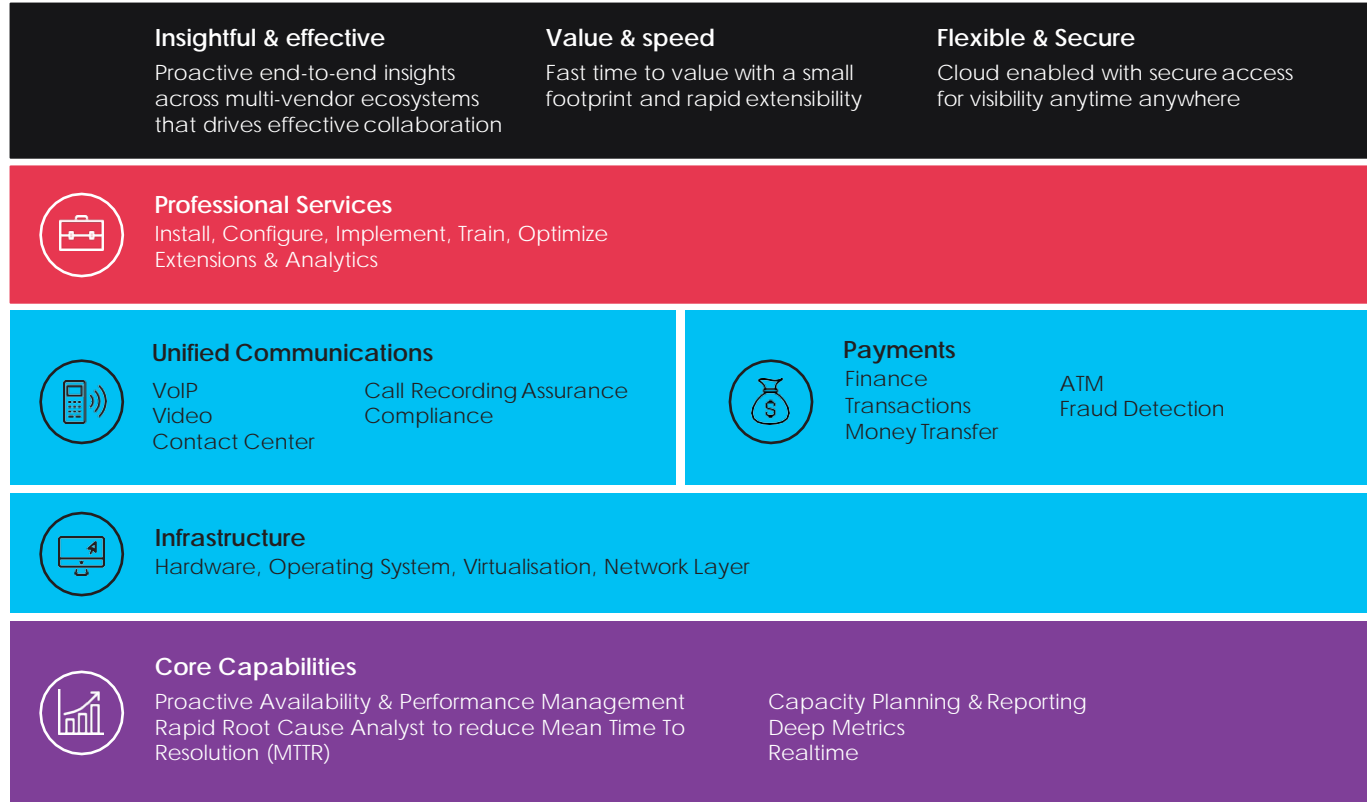 Insightful & effective
Proactive end-to-end insights
across multi-vendor ecosystems
that drives effective collaboration
Value & speed
Fast time to value with a small
footprint and rapid extensibility
Flexible & Secure
Cloud enabled with secure access
for visibility anytime anywhere
Professional Services
Install, Configure, Implement, Train, Optimize
Extensions & Analytics
Unified Communications
VoIP
Video
Contact Center
Call Recording Assurance
Compliance
Payments
Finance
Transactions
Money Transfer
ATM
Fraud Detection
$
Infrastructure
Hardware, Operating System, Virtualisation, Network Layer
Core Capabilities
Proactive Availability & Performance Management
Rapid Root Cause Analyst to reduce Mean Time To
Resolution (MTTR)
Capacity Planning & Reporting
Deep Metrics
Realtime